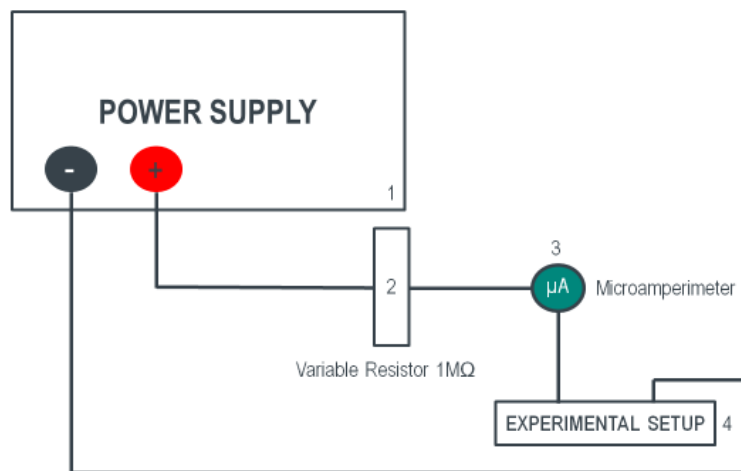 POWER SUPPLY
- +
1
3
2
µA Microamperimeter
Variable Resistor 1MΩ
EXPERIMENTAL SETUP 4